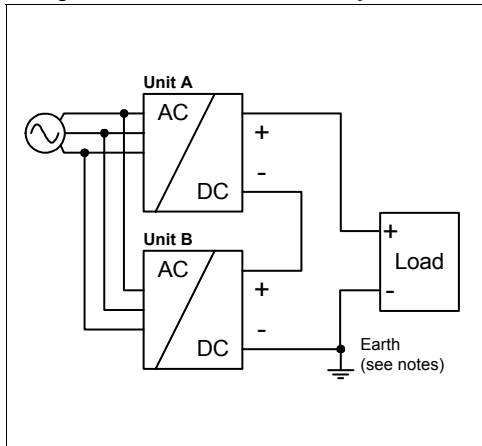 Unit A
AC
+
-
DC
Unit B
AC
+
-
DC
+
Load
-
Earth
(see notes)